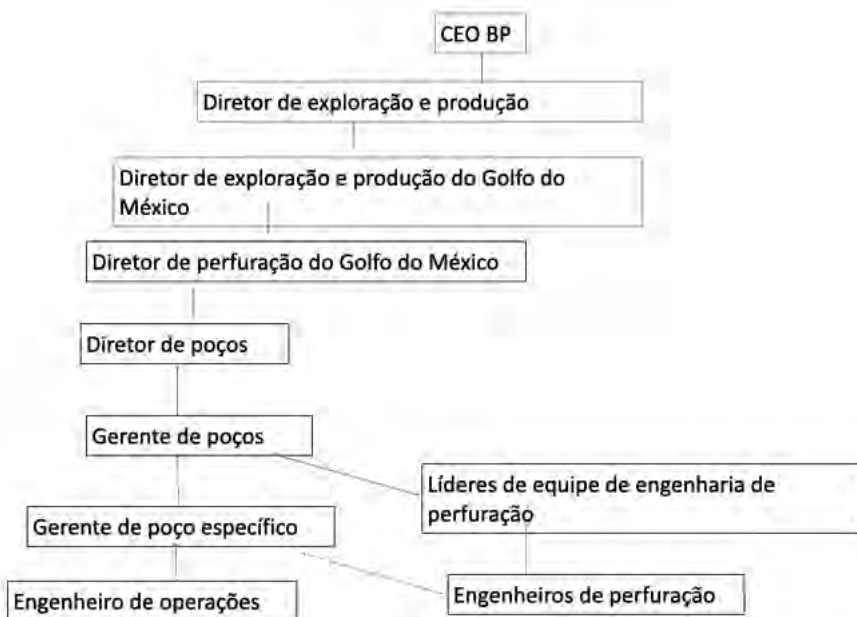 CEO BP
Diretor de exploração e produção
Diretor de exploração e produção do Golfo do
México
Diretor de perfuração do Golfo do México
Diretor de poços
Gerente de poços
Líderes de equipe de engenharia de
perfuração
Gerente de poço específico
Engenheiro de operações
Engenheiros de perfuração